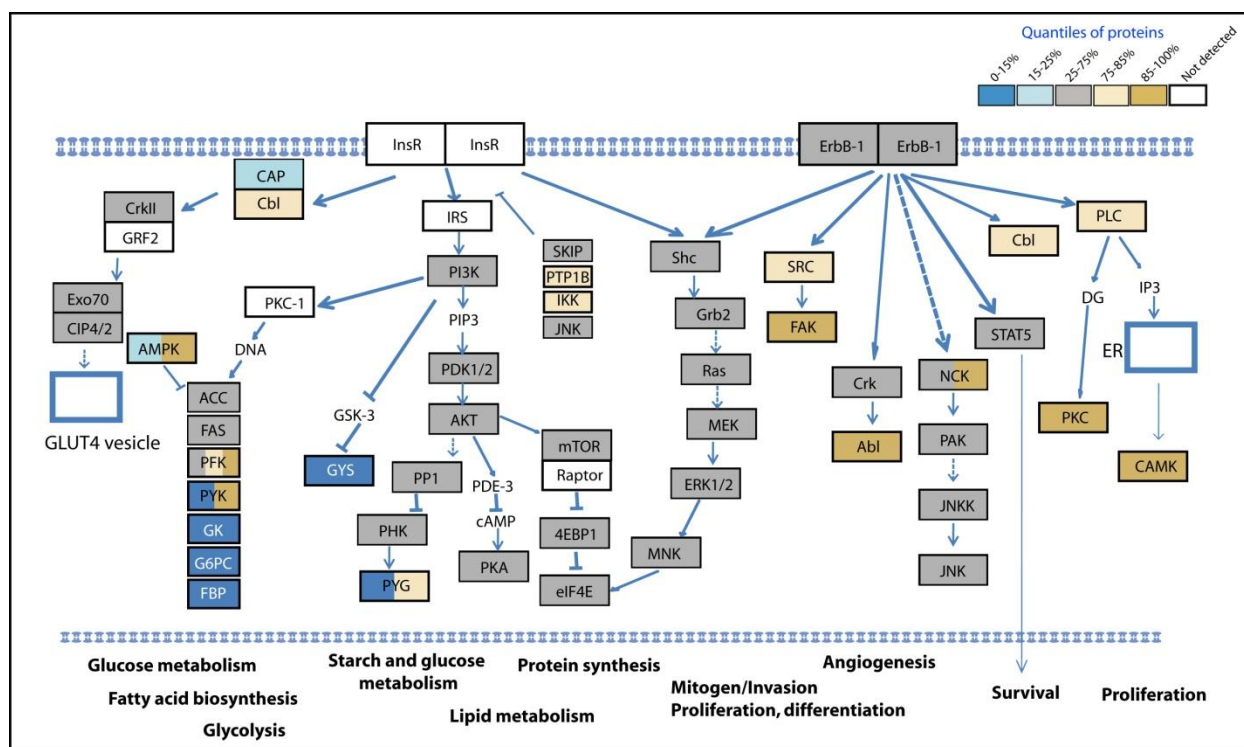 Quantiles of proteins
0-15%
15-25%
25-75%
75-85%
85-100%
Not detected
InsR
InsR
ErbB-1
ErbB-1
CAP
Cbl
CrkII
GRF2
IRS
SKIP
PTP1B
IKK
JNK
Shc
SRC
Cbl
PLC
Exo70
CIP4/2
PKC-1
PI3K
PIP3
Grb2
FAK
DG
IP3
STAT5
ER
AMPK
DNA
PDK1/2
Ras
GLUT4 vesicle
ACC
FAS
PFK
PYK
GK
G6PC
FBP
GSK-3
GYS
AKT
PP1
PDE-3
cAMP
PHK
PYG
PKA
mTOR
Raptor
4EBP1
eIF4E
MEK
ERK1/2
MNK
Crk
Abl
NCK
PAK
JNKK
JNK
PKC
CAMK
Glucose metabolism
Fatty acid biosynthesis
Glycolysis
Starch and glucose
metabolism
Lipid metabolism
Protein synthesis
Mitogen/Invasion
Proliferation, differentiation
Angiogenesis
Survival
Proliferation